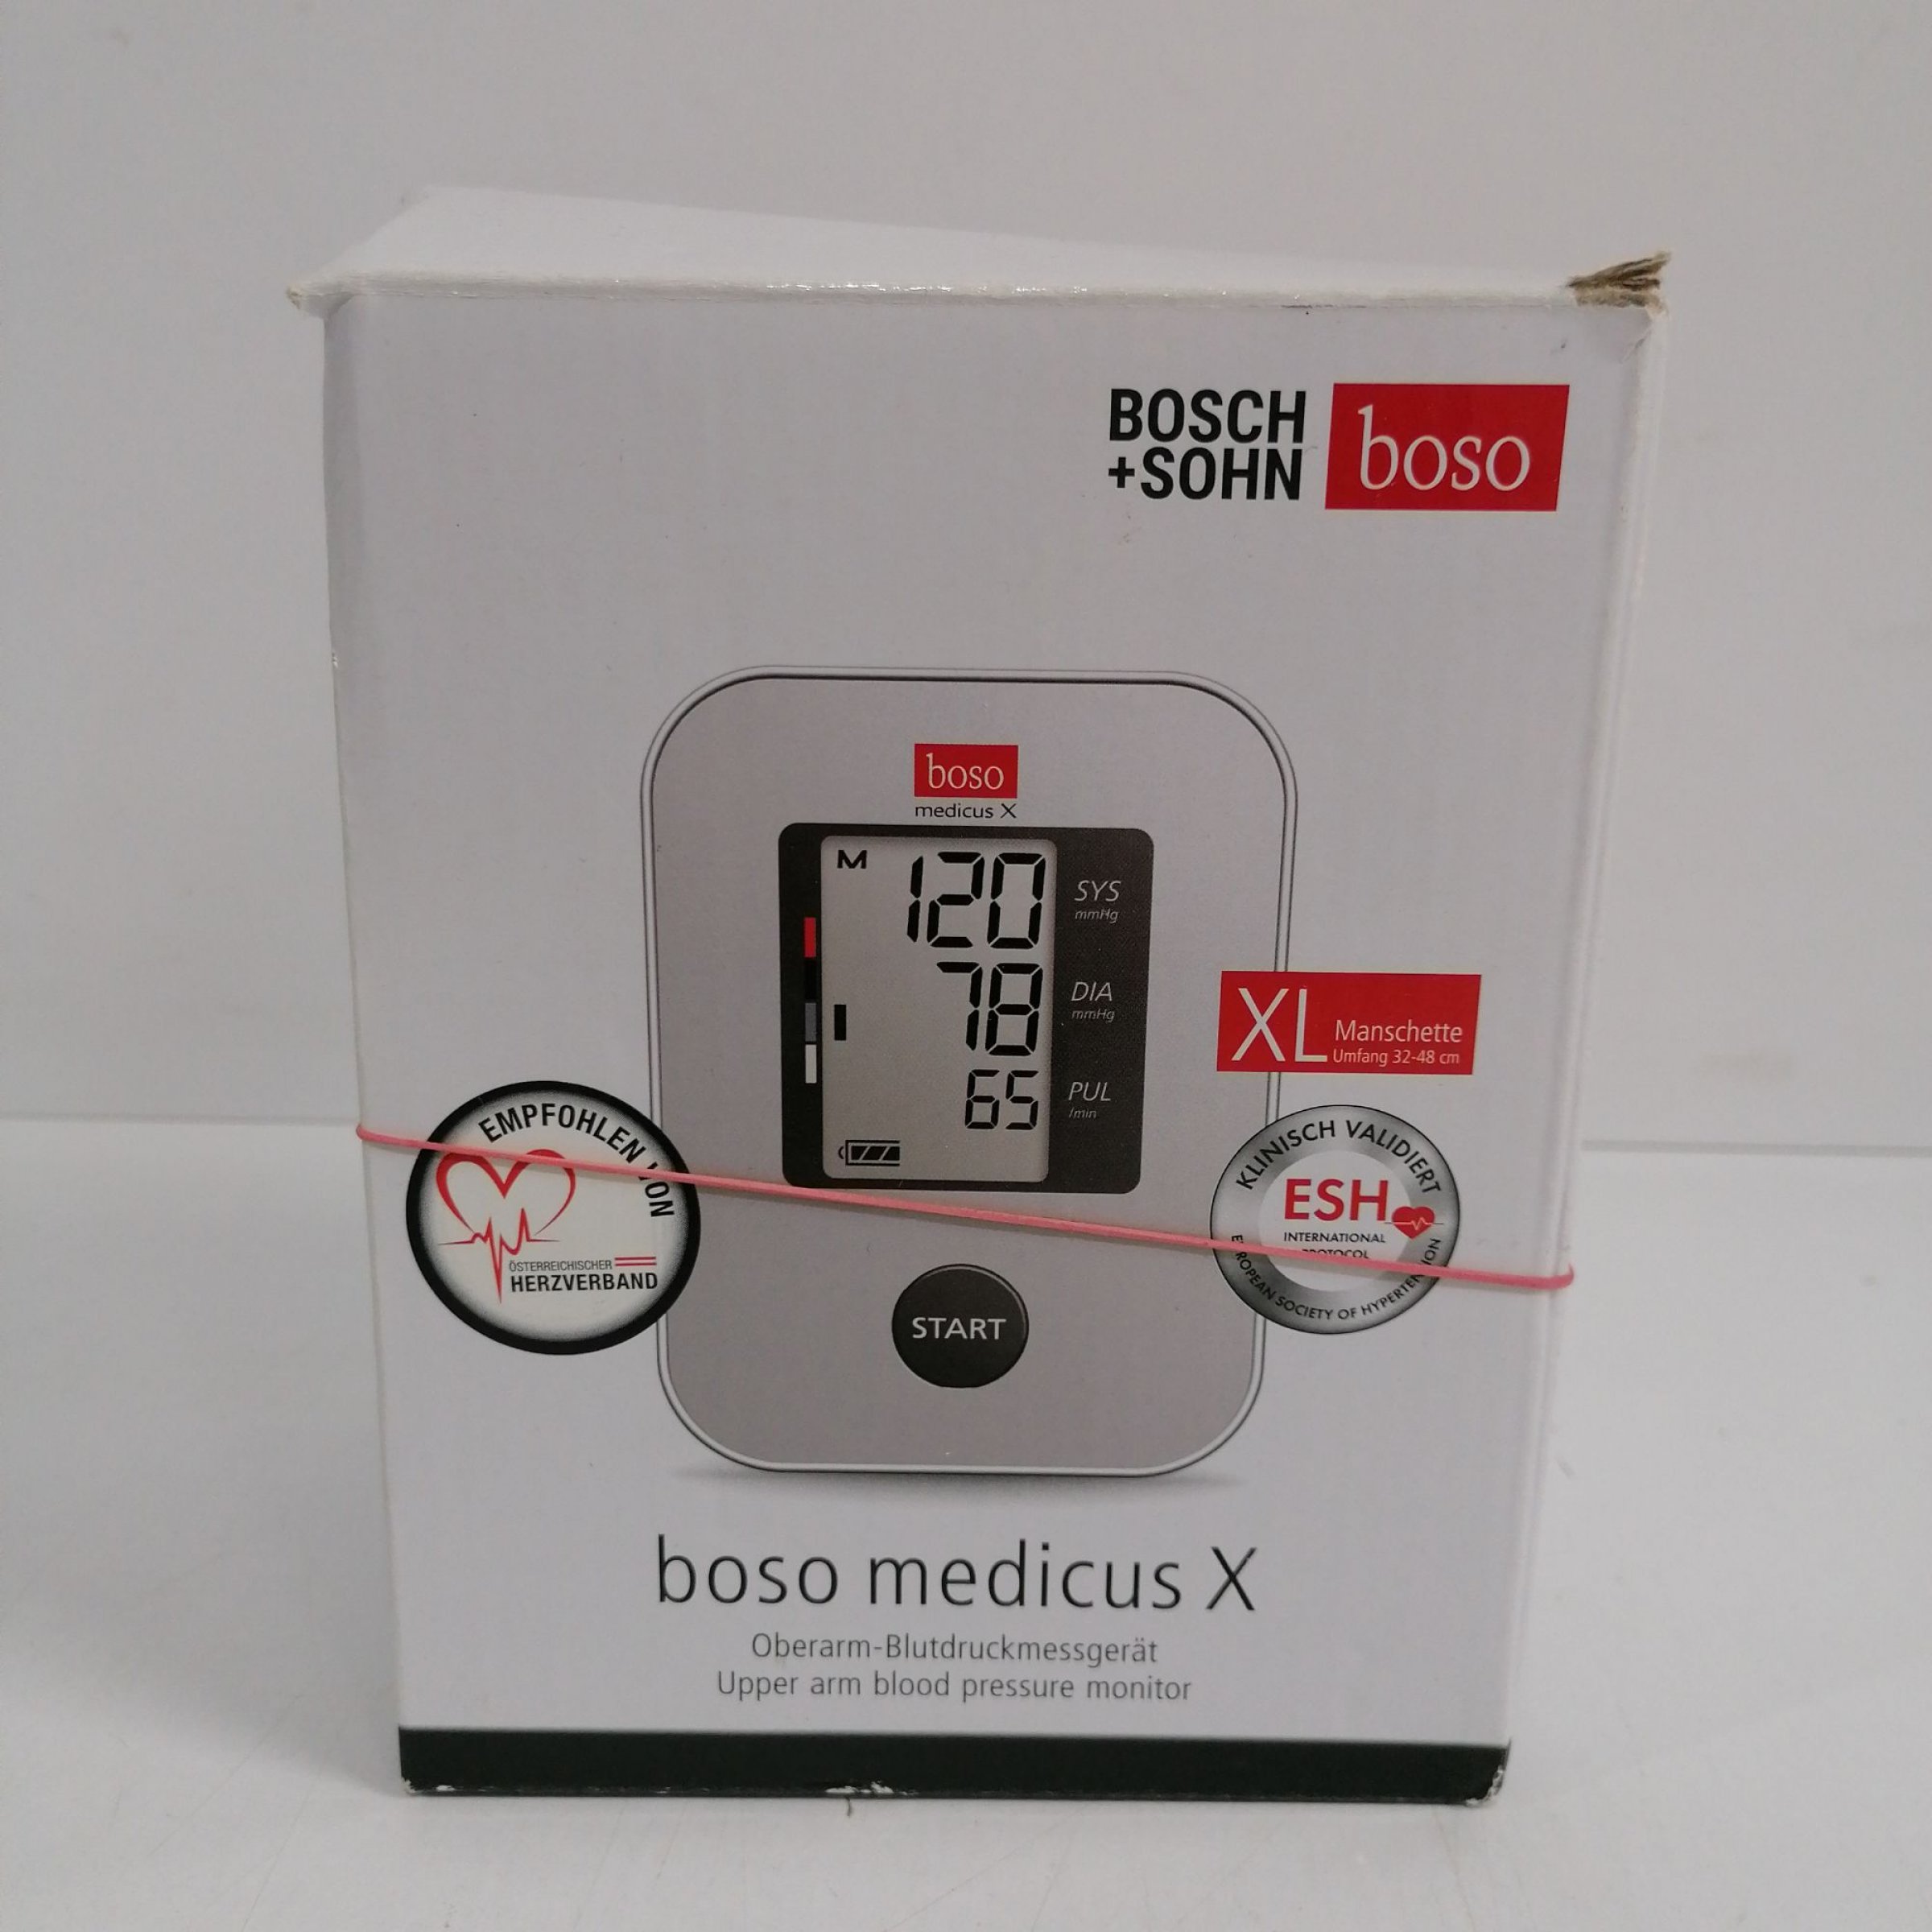 BOSCH
+SOHN
boso
boso
medicus X
M
120
SYS
mmHg
78
DIA
mmHg
65
PUL
/min
XL Manschette
Umfang 32-48 cm
EMPFOHLEN VON
ÖSTERREICHISCHER
HERZVERBAND
KLINISCH VALIDIERT
ESH
INTERNATIONAL
PROTOCOL
EUROPEAN SOCIETY OF HYPERTENSION
START
boso medicus X
Oberarm-Blutdruckmessgerät
Upper arm blood pressure monitor